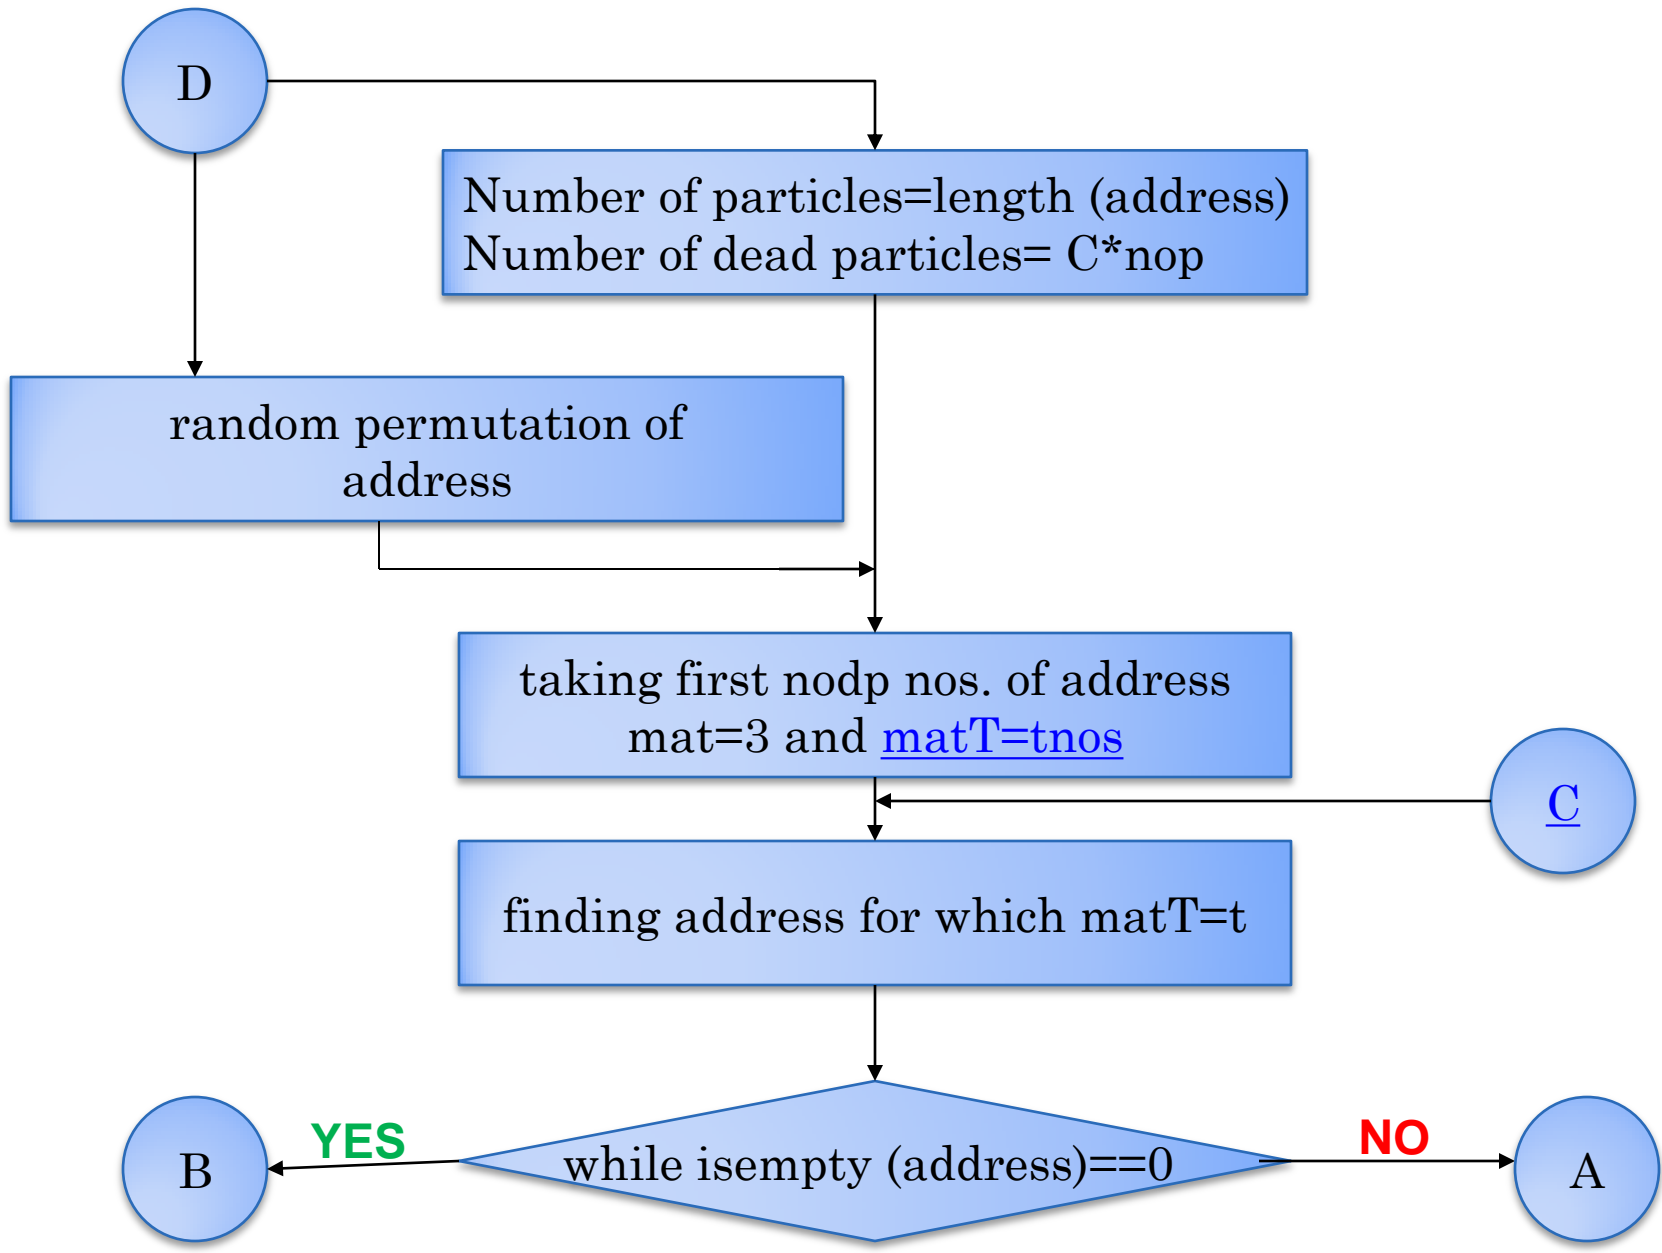 D
Number of particles=length (address)
Number of dead particles= C*nop
random permutation of
address
taking first nodp nos. of address
mat=3 and matT=tnos
C
finding address for which matT=t
YES
NO
B
while isempty (address)==0
A